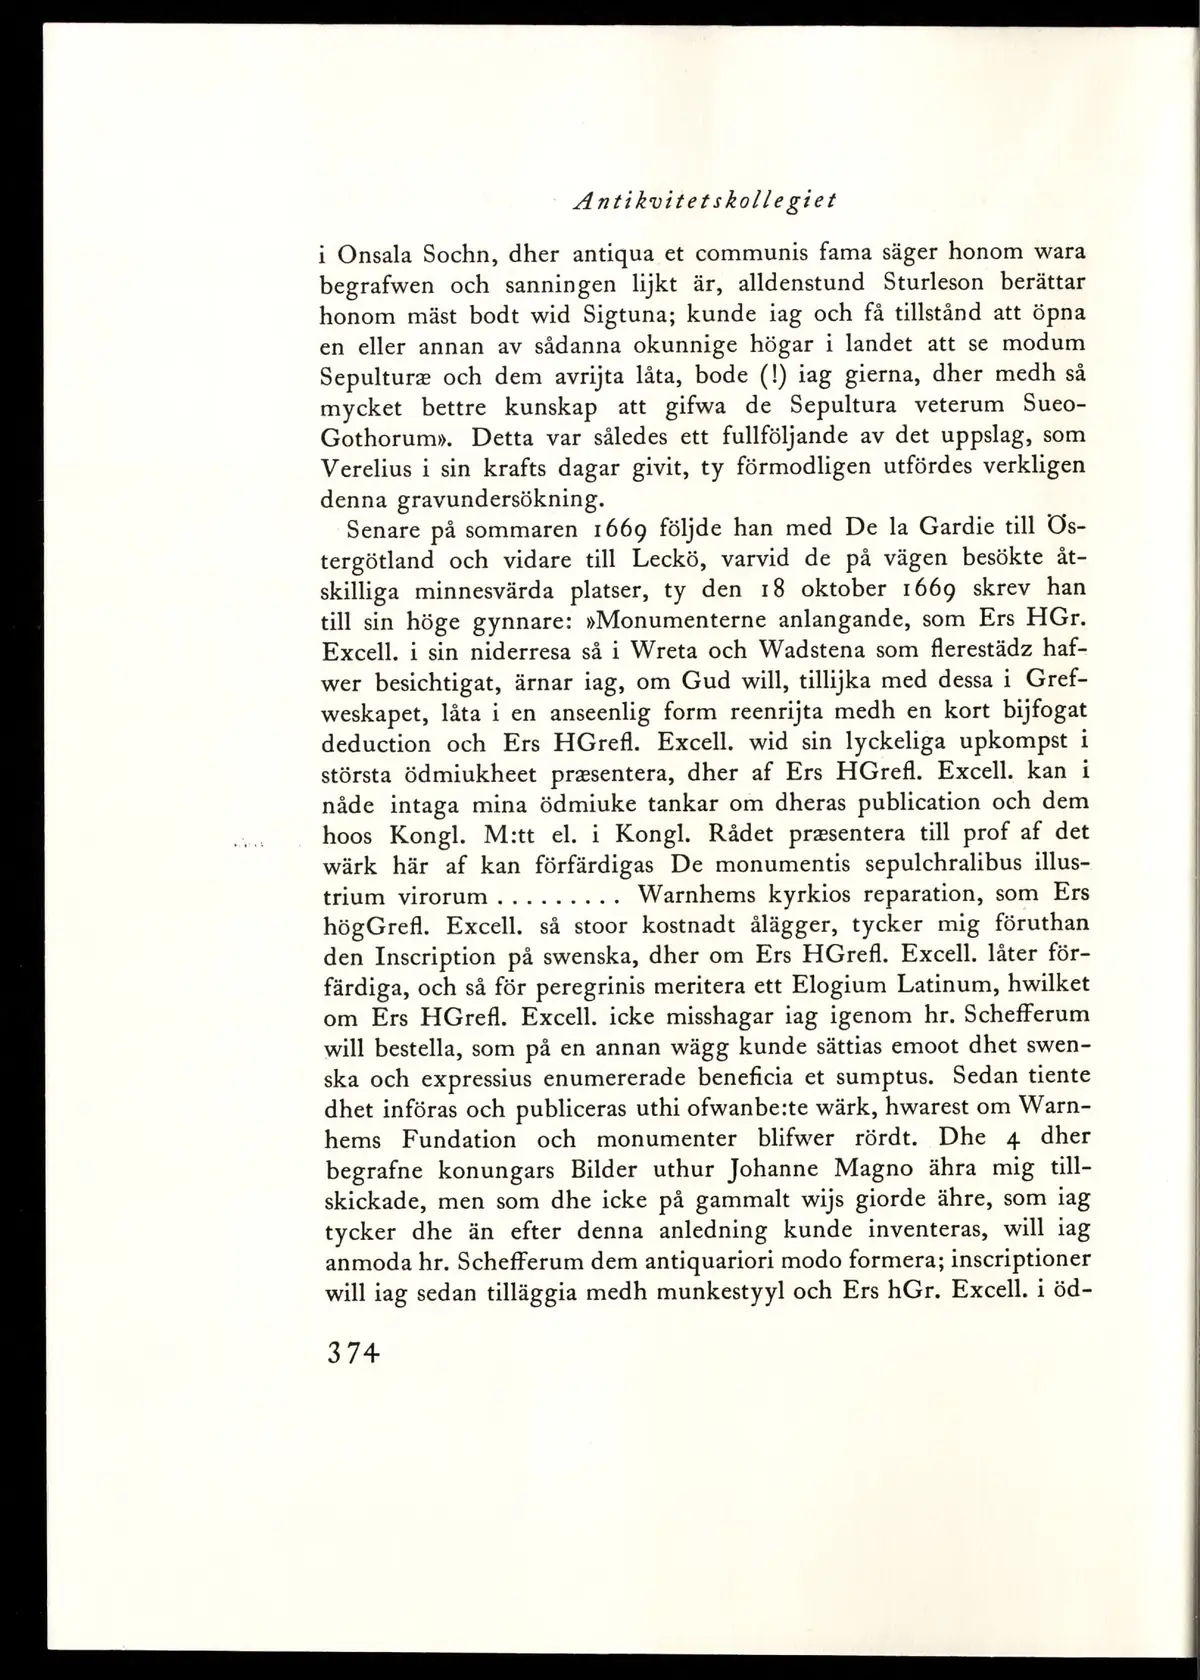 Antikvitetskollegiet
i Onsala Sochn, dher antiqua et communis fama säger honom wara
begrafwen och sanningen lijkt är, alldenstund Sturleson berättar
honom mäst bodt wid Sigtuna; kunde iag och få tillstånd att öpna
en eller annan av sådanna okunnige högar i landet att se modum
Sepulturæ och dem avrijta låta, bode (!) iag gierna, dher medh så
mycket bettre kunskap att gifwa de Sepultura veterum Sueo-
Gothorum». Detta var således ett fullföljande av det uppslag, som
Verelius i sin krafts dagar givit, ty förmodligen utfördes verkligen
denna gravundersökning.
Senare på sommaren 1669 följde han med De la Gardie till Ös-
tergötland och vidare till Leckö, varvid de på vägen besökte åt-
skilliga minnesvärda platser, ty den 18 oktober 1669 skrev han
till sin höge gynnare: »Monumenterne anlangande, som Ers HGr.
Excell. i sin niderresa så i Wreta och Wadstena som flerestädz haf-
wer besichtigat, ärnar iag, om Gud will, tillijka med dessa i Gref-
weskapet, låta i en anseenlig form reenrijta medh en kort bijfogat
deduction och Ers HGrefl. Excell. wid sin lyckeliga upkompst i
största ödmiukheet præsentera, dher af Ers HGrefl. Excell. kan i
nåde intaga mina ödmiuke tankar om dheras publication och dem
hoos Kongl. M:tt el. i Kongl. Rådet præsentera till prof af det
wärk här af kan förfärdigas De monumentis sepulchralibus illus-
trium virorum ......... Warnhems kyrkios reparation, som Ers
högGrefl. Excell. så stoor kostnadt ålägger, tycker mig föruthan
den Inscription på swenska, dher om Ers HGrefl. Excell. låter för-
färdiga, och så för peregrinis meritera ett Elogium Latinum, hwilket
om Ers HGrefl. Excell. icke misshagar iag igenom hr. Schefferum
will bestella, som på en annan wägg kunde sättias emoot dhet swen-
ska och expressius enumererade beneficia et sumptus. Sedan tiente
dhet införas och publiceras uthi ofwanbe:te wärk, hwarest om Warn-
hems Fundation och monumenter blifwer rördt. Dhe 4 dher
begrafne konungars Bilder uthur Johanne Magno ähra mig till-
skickade, men som dhe icke på gammalt wijs giorde ähre, som iag
tycker dhe än efter denna anledning kunde inventeras, will iag
anmoda hr. Schefferum dem antiquariori modo formera; inscriptioner
will iag sedan tilläggia medh munkestyyl och Ers hGr. Excell. i öd-
374